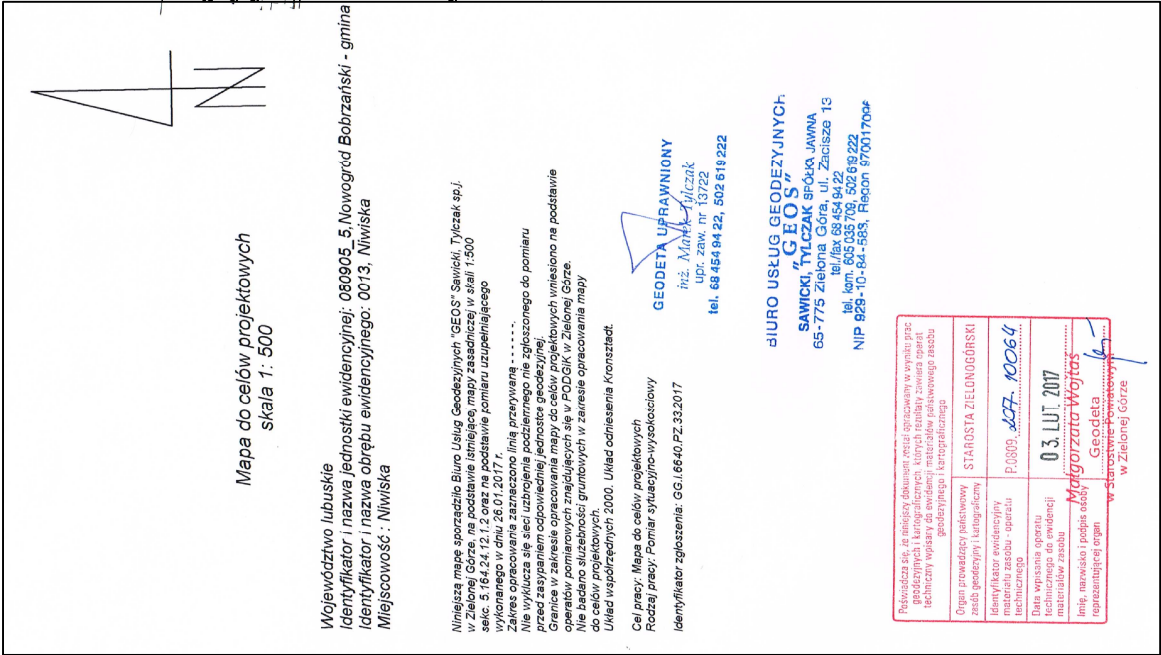 N
Mapa do celów projektowych
skala 1: 500
Województwo lubuskie
Identyfikator i nazwa jednostki ewidencyjnej: 080905_5,Nowogród Bobrzański - gmina
Identyfikator i nazwa obrębu ewidencyjnego: 0013, Niwiska
Miejscowość : Niwiska
Niniejszą mapę sporządziło Biuro Usług Geodezyjnych "GEOS" Sawicki, Tylczak sp.j.
w Zielonej Górze, na podstawie istniejącej mapy zasadniczej w skali 1:500
sekc. 5.164.24.12.1.2 oraz na podstawie pomiaru uzupełniającego
wykonanego w dniu 26.01.2017 r.
Zakres opracowania zaznaczono linią przerywaną - - - - - -.
Nie wyklucza się sieci uzbrojenia podziemnego nie zgłoszonego do pomiaru
przed zasypaniem odpowiedniej jednostce geodezyjnej.
Granice w zakresie opracowania mapy do celów projektowych wniesiono na podstawie
operatów pomiarowych znajdujących się w PODGiK w Zielonej Górze.
Nie badano służebności gruntowych w zakresie opracowania mapy
do celów projektowych.
Układ współrzędnych 2000. Układ odniesienia Kronsztadt.
Cel pracy: Mapa do celów projektowych
Rodzaj pracy: Pomiar sytuacyjno-wysokościowy
Identyfikator zgłoszenia: GG.I.6640.PZ.33.2017
GEODETA UPRAWNIONY
inż. Marek Tylczak
upr. zaw. nr 13722
tel. 68 454 94 22, 502 619 222
BIURO USŁUG GEODEZYJNYCH
"GEOS"
SAWICKI, TYLCZAK SPÓŁKA JAWNA
65-775 Zielona Góra, ul. Zacisze 13
tel./fax 68 454 94 22
tel. kom. 605 035 709, 502 619 222
NIP 929-10-84-583, Regon
Poświadcza się, że niniejszy dokument został opracowany w wyniku prac
geodezyjnych i kartograficznych, których rezultaty zawiera operat
techniczny wpisany do ewidencji materiałów państwowego zasobu
geodezyjnego i kartograficznego
Organ prowadzący państwowy
zasób geodezyjny i kartograficzny
STAROSTA ZIELONOGÓRSKI
Identyfikator ewidencyjny
materiału zasobu - operatu
technicznego
P.0809. 2017. 10064
Data wpisania operatu
technicznego do ewidencji
materiałów zasobu
03. LUT. 2017
Imię, nazwisko i podpis osoby
reprezentującej organ
Małgorzata Wojtas
Geodeta
w Starostwie Powiatowym
w Zielonej Górze